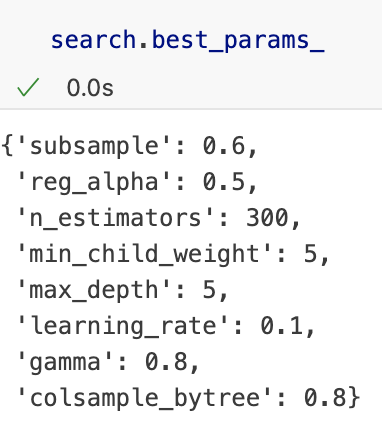 search.best_params_
0.0s
{'subsample': 0.6,
'reg_alpha': 0.5,
'n_estimators': 300,
'min_child_weight': 5,
'max_depth': 5,
'learning_rate': 0.1,
'gamma': 0.8,
'colsample_bytree': 0.8}